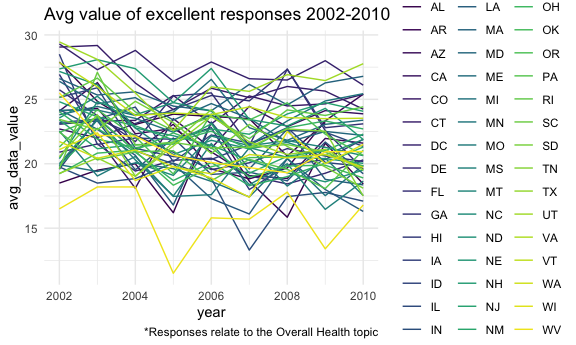 Avg value of excellent responses 2002-2010
avg_data_value
30
25
20
15
2002
2004
2006
2008
2010
year
*Responses relate to the Overall Health topic
AL
AR
AZ
CA
CO
CT
DC
DE
FL
GA
HI
IA
ID
IL
IN
LA
MA
MD
ME
MI
MN
MO
MS
MT
NC
ND
NE
NH
NJ
NM
OH
OK
OR
PA
RI
SC
SD
TN
TX
UT
VA
VT
WA
WI
WV